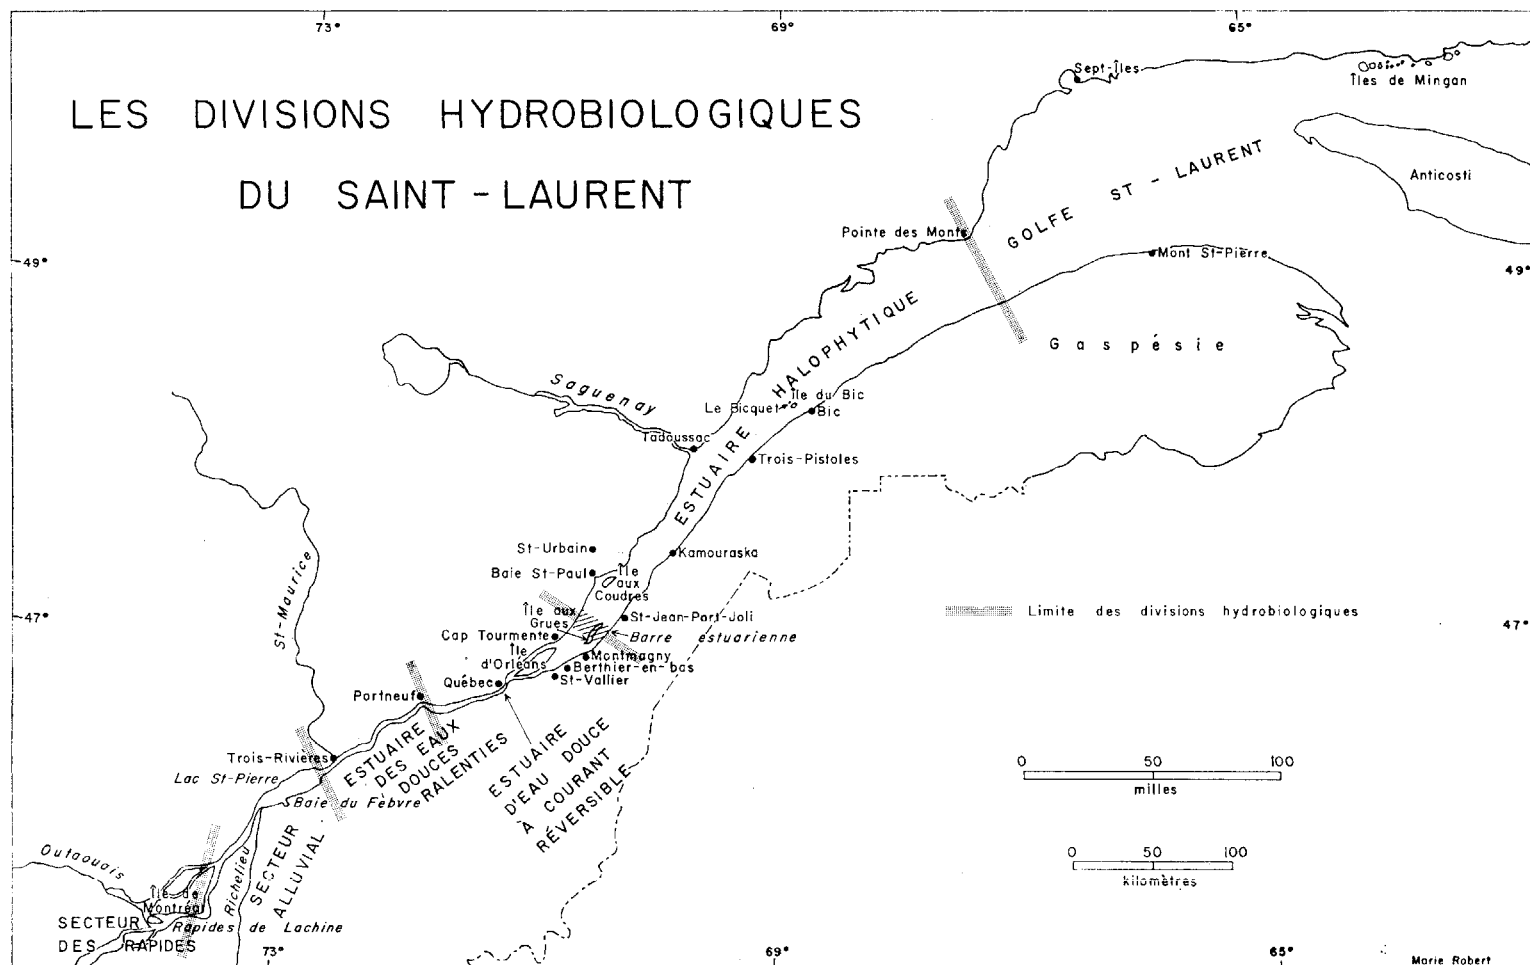 73°
69°
65°
LES DIVISIONS HYDROBIOLOGIQUES
DU SAINT-LAURENT
Sept-Îles
Îles de Mingan
Anticosti
GOLFE ST-LAURENT
Pointe des Monts
Mont St-Pierre
49°
49°
Gaspésie
ESTUAIRE HALOPHYTIQUE
Saguenay
Tadoussac
Le Bicquet
Île du Bic
Bic
Trois-Pistoles
St-Urbain
Kamouraska
Baie St-Paul
Île
aux
Coudres
St-Maurice
47°
47°
Île aux
Grues
St-Jean-Port-Joli
Limite des divisions hydrobiologiques
Cap Tourmente
Barre estuarienne
Île
d'Orléans
Montmagny
Berthier-en-bas
Québec
St-Vallier
Portneuf
Trois-Rivières
Lac St-Pierre
Baie du Febvre
ESTUAIRE
DES EAUX
DOUCES
RALENTIES
ESTUAIRE
D'EAU DOUCE
À COURANT
RÉVERSIBLE
0 50 100
milles
0 50 100
kilomètres
Outaouais
Richelieu
SECTEUR
ALLUVIAL
Île de
Montréal
Rapides de Lachine
SECTEUR
DES RAPIDES
73°
69°
65°
Marie Robert